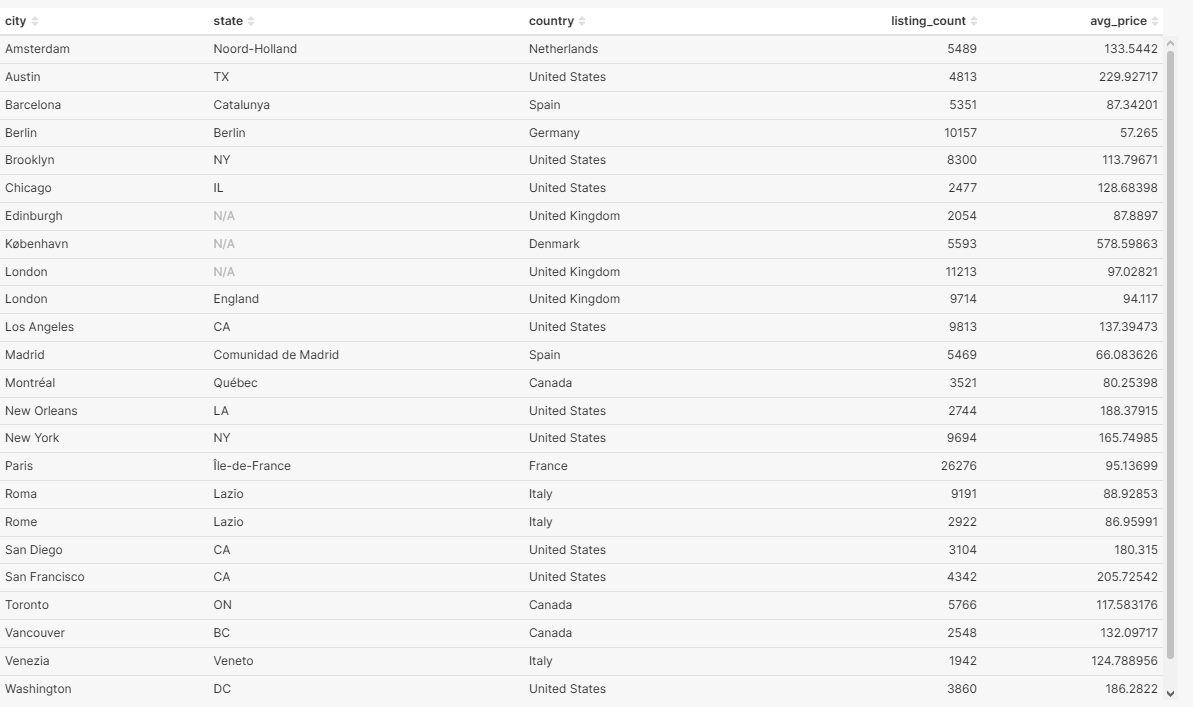 city state country listing_count avg_price
Amsterdam Noord-Holland Netherlands 5489 133.5442
Austin TX United States 4813 229.92717
Barcelona Catalunya Spain 5351 87.34201
Berlin Berlin Germany 10157 57.265
Brooklyn NY United States 8300 113.79671
Chicago IL United States 2477 128.68398
Edinburgh N/A United Kingdom 2054 87.8897
København N/A Denmark 5593 578.59863
London N/A United Kingdom 11213 97.02821
London England United Kingdom 9714 94.117
Los Angeles CA United States 9813 137.39473
Madrid Comunidad de Madrid Spain 5469 66.083626
Montréal Québec Canada 3521 80.25398
New Orleans LA United States 2744 188.37915
New York NY United States 9694 165.74985
Paris Île-de-France France 26276 95.13699
Roma Lazio Italy 9191 88.92853
Rome Lazio Italy 2922 86.95991
San Diego CA United States 3104 180.315
San Francisco CA United States 4342 205.72542
Toronto ON Canada 5766 117.583176
Vancouver BC Canada 2548 132.09717
Venezia Veneto Italy 1942 124.788956
Washington DC United States 3860 186.2822